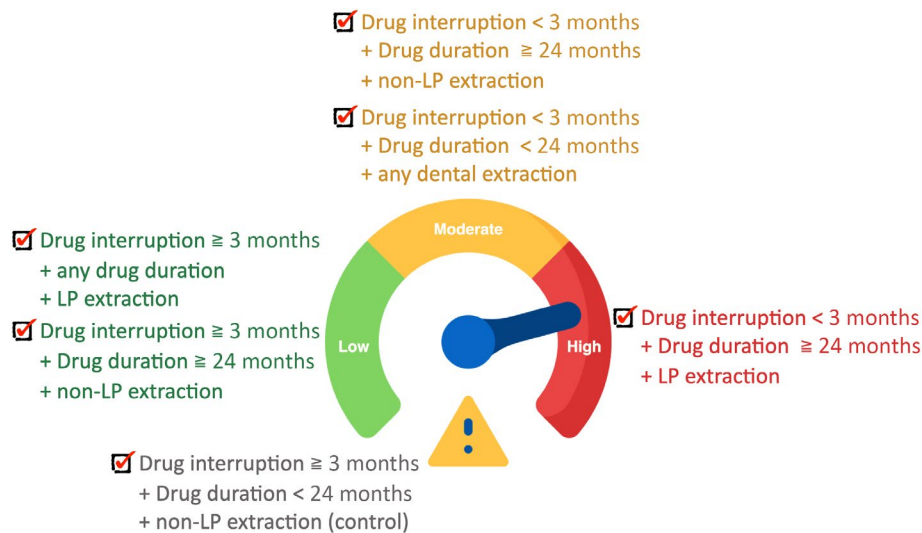 Drug interruption < 3 months
+ Drug duration ≧ 24 months
+ non-LP extraction
Drug interruption < 3 months
+ Drug duration < 24 months
+ any dental extraction
Moderate
Drug interruption ≧ 3 months
+ any drug duration
+ LP extraction
Drug interruption ≧ 3 months
+ Drug duration ≧ 24 months
+ non-LP extraction
Low
High
Drug interruption < 3 months
+ Drug duration ≧ 24 months
+ LP extraction
Drug interruption ≧ 3 months
+ Drug duration < 24 months
+ non-LP extraction (control)